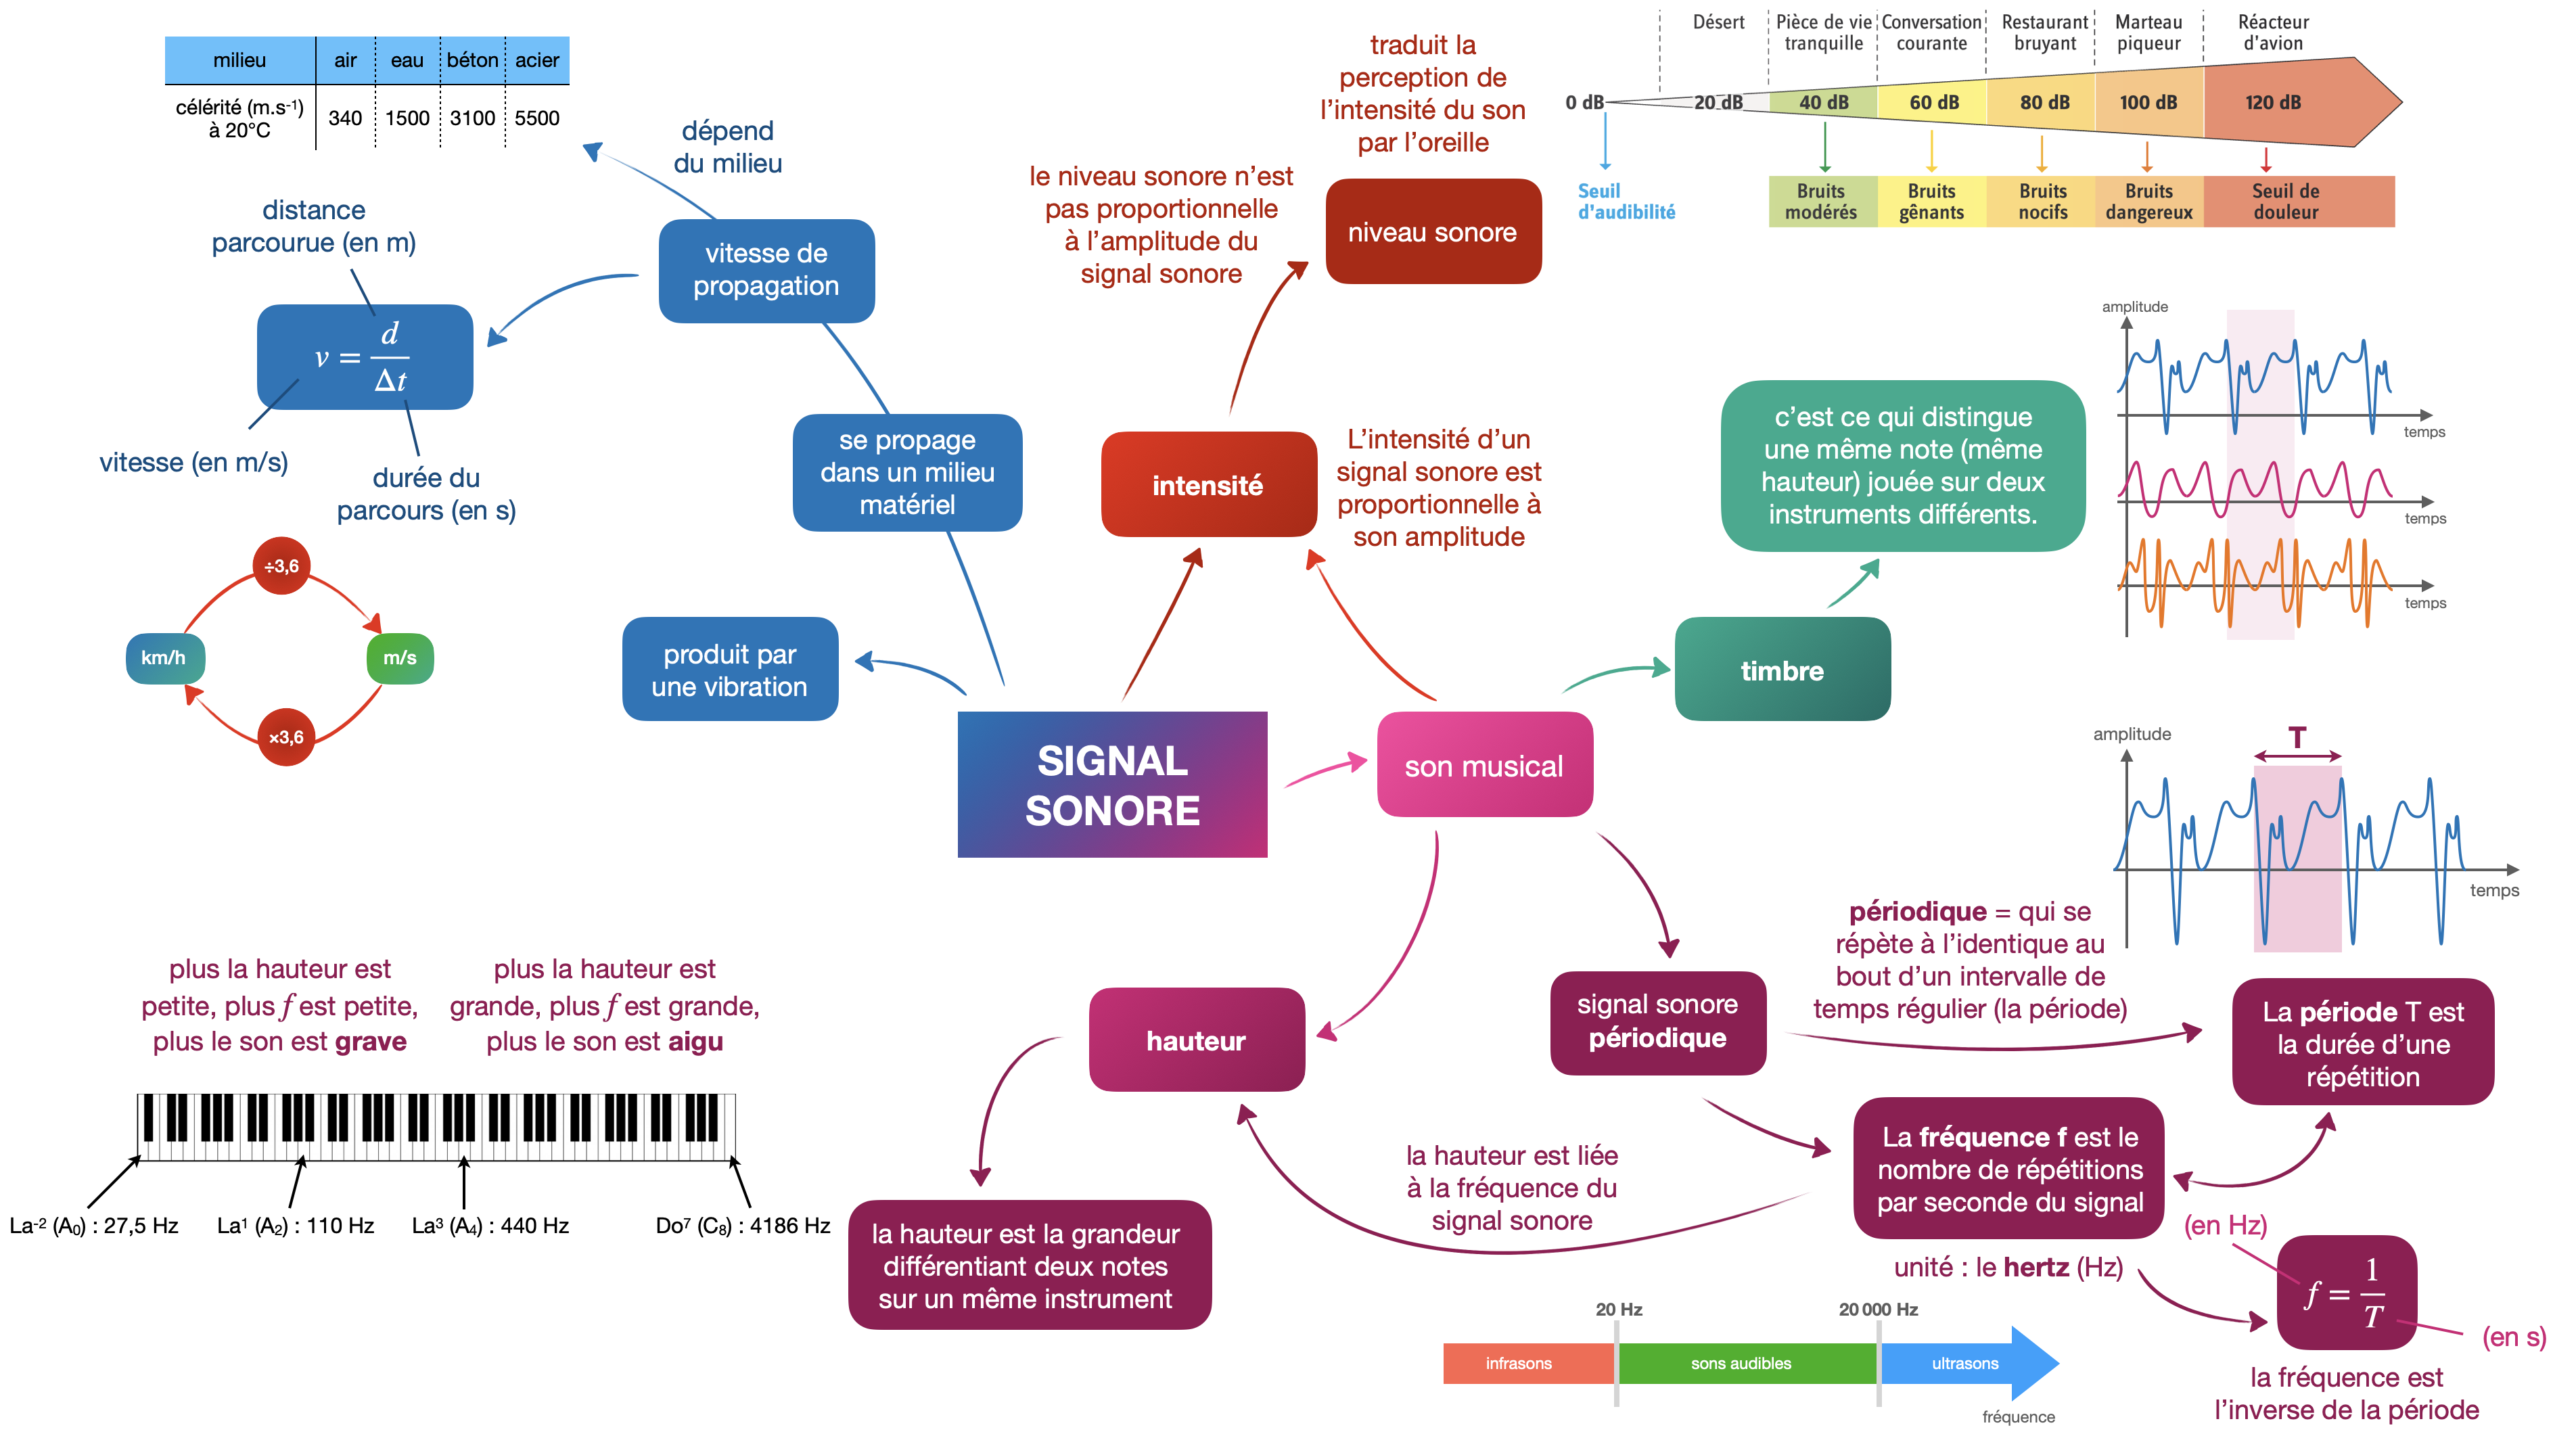 milieu air eau béton acier
célérité (m.s⁻¹)
à 20°C
340 1500 3100 5500
dépend
du milieu
distance
parcourue (en m)
vitesse de
propagation
v = d / Δt
vitesse (en m/s)
durée du
parcours (en s)
÷3,6
km/h
m/s
×3,6
se propage
dans un milieu
matériel
produit par
une vibration
SIGNAL
SONORE
traduit la
perception de
l'intensité du son
par l'oreille
le niveau sonore n'est
pas proportionnelle
à l'amplitude du
signal sonore
niveau sonore
Désert
Pièce de vie
tranquille
Conversation
courante
Restaurant
bruyant
Marteau
piqueur
Réacteur
d'avion
0 dB 20 dB 40 dB 60 dB 80 dB 100 dB 120 dB
Seuil
d'audibilité
Bruits
modérés
Bruits
gênants
Bruits
nocifs
Bruits
dangereux
Seuil de
douleur
intensité
L'intensité d'un
signal sonore est
proportionnelle à
son amplitude
c'est ce qui distingue
une même note (même
hauteur) jouée sur deux
instruments différents.
timbre
amplitude
temps
temps
temps
son musical
amplitude
T
temps
plus la hauteur est
petite, plus f est petite,
plus le son est grave
plus la hauteur est
grande, plus f est grande,
plus le son est aigu
La⁻² (A₀) : 27,5 Hz
La¹ (A₂) : 110 Hz
La³ (A₄) : 440 Hz
Do⁷ (C₈) : 4186 Hz
hauteur
la hauteur est la grandeur
différentiant deux notes
sur un même instrument
signal sonore
périodique
périodique = qui se
répète à l'identique au
bout d'un intervalle de
temps régulier (la période)
La période T est
la durée d'une
répétition
la hauteur est liée
à la fréquence du
signal sonore
La fréquence f est le
nombre de répétitions
par seconde du signal
unité : le hertz (Hz)
(en Hz)
f = 1 / T
(en s)
la fréquence est
l'inverse de la période
20 Hz
20 000 Hz
infrasons
sons audibles
ultrasons
fréquence